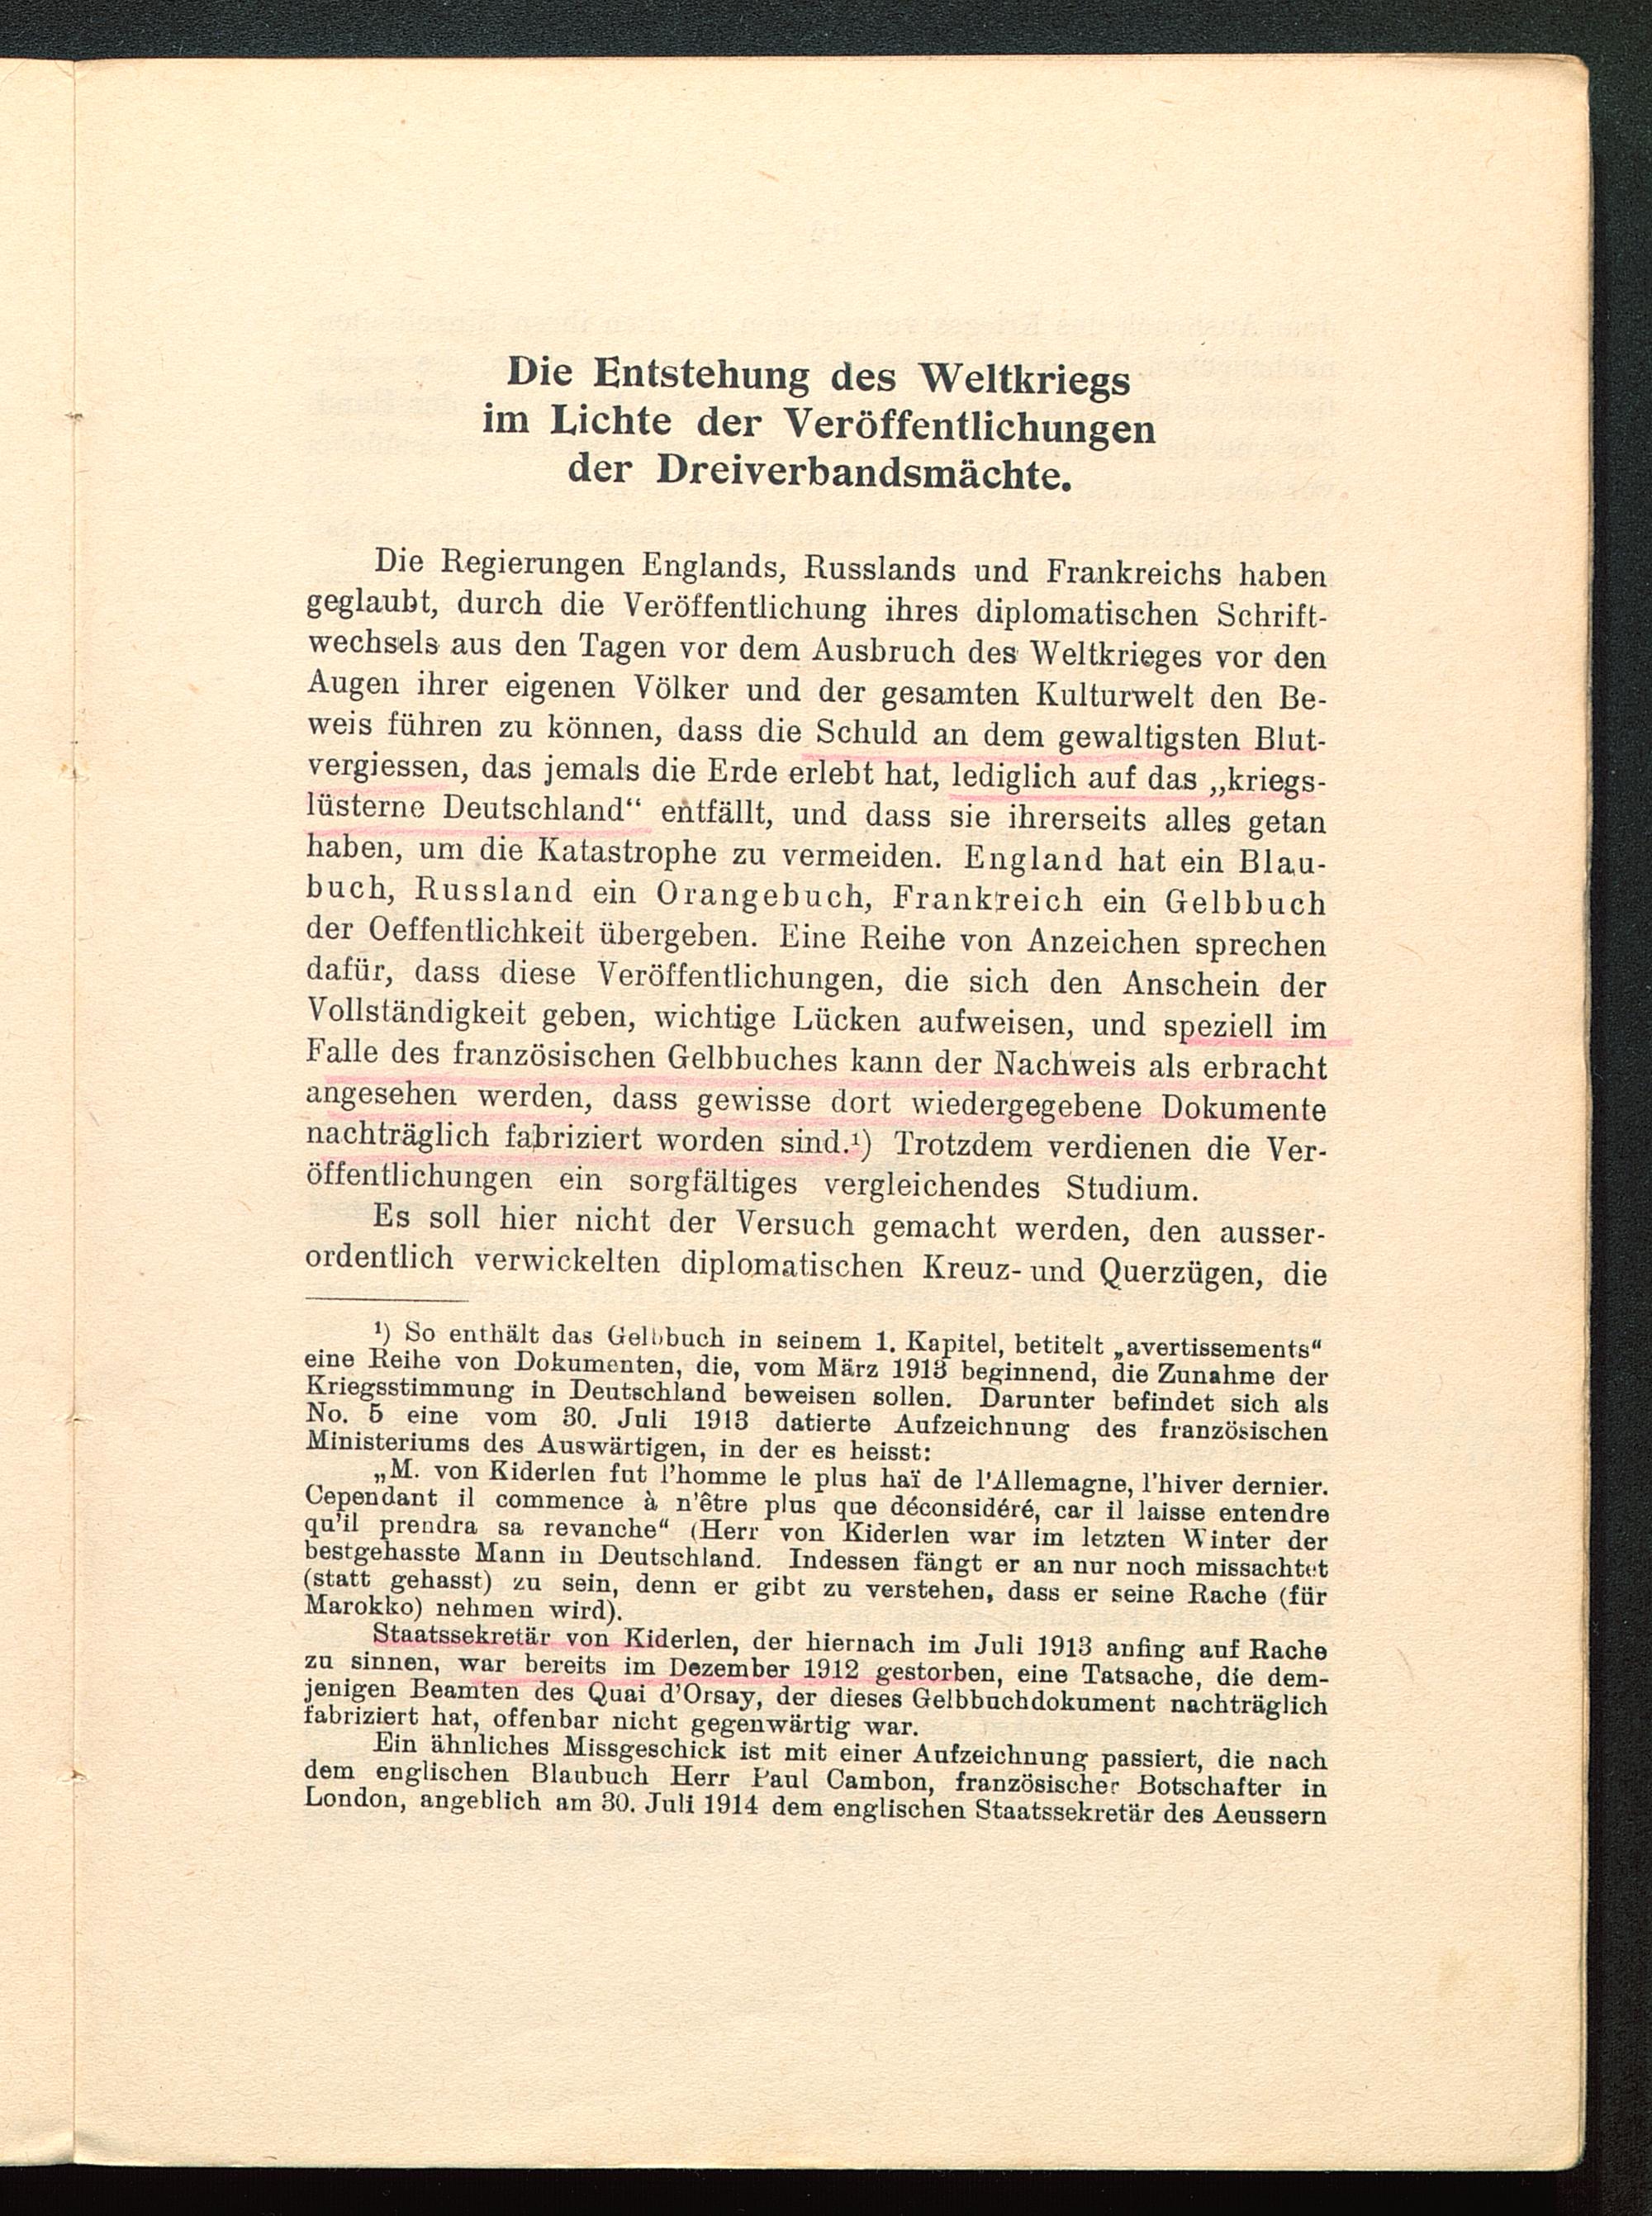 Die Entstehung des Weltkriegs
im Lichte der Veröffentlichungen
der Dreiverbandsmächte.
Die Regierungen Englands, Russlands und Frankreichs haben
geglaubt, durch die Veröffentlichung ihres diplomatischen Schrift-
wechsels aus den Tagen vor dem Ausbruch des Weltkrieges vor den
Augen ihrer eigenen Völker und der gesamten Kulturwelt den Be-
weis führen zu können, dass die Schuld an dem gewaltigsten Blut-
vergiessen, das jemals die Erde erlebt hat, lediglich auf das „kriegs-
lüsterne Deutschland“ entfällt, und dass sie ihrerseits alles getan
haben, um die Katastrophe zu vermeiden. England hat ein Blau-
buch, Russland ein Orangebuch, Frankreich ein Gelbbuch
der Oeffentlichkeit übergeben. Eine Reihe von Anzeichen sprechen
dafür, dass diese Veröffentlichungen, die sich den Anschein der
Vollständigkeit geben, wichtige Lücken aufweisen, und speziell im
Falle des französischen Gelbbuches kann der Nachweis als erbracht
angesehen werden, dass gewisse dort wiedergegebene Dokumente
nachträglich fabriziert worden sind.¹) Trotzdem verdienen die Ver-
öffentlichungen ein sorgfältiges vergleichendes Studium.
Es soll hier nicht der Versuch gemacht werden, den ausser-
ordentlich verwickelten diplomatischen Kreuz- und Querzügen, die
¹) So enthält das Gelbbuch in seinem 1. Kapitel, betitelt „avertissements“
eine Reihe von Dokumenten, die, vom März 1913 beginnend, die Zunahme der
Kriegsstimmung in Deutschland beweisen sollen. Darunter befindet sich als
No. 5 eine vom 30. Juli 1913 datierte Aufzeichnung des französischen
Ministeriums des Auswärtigen, in der es heisst:
„M. von Kiderlen fut l'homme le plus haï de l'Allemagne, l'hiver dernier.
Cependant il commence à n'être plus que déconsidéré, car il laisse entendre
qu'il prendra sa revanche“ (Herr von Kiderlen war im letzten Winter der
bestgehasste Mann in Deutschland. Indessen fängt er an nur noch missachtet
(statt gehasst) zu sein, denn er gibt zu verstehen, dass er seine Rache (für
Marokko) nehmen wird).
Staatssekretär von Kiderlen, der hiernach im Juli 1913 anfing auf Rache
zu sinnen, war bereits im Dezember 1912 gestorben, eine Tatsache, die dem-
jenigen Beamten des Quai d'Orsay, der dieses Gelbbuchdokument nachträglich
fabriziert hat, offenbar nicht gegenwärtig war.
Ein ähnliches Missgeschick ist mit einer Aufzeichnung passiert, die nach
dem englischen Blaubuch Herr Paul Cambon, französischer Botschafter in
London, angeblich am 30. Juli 1914 dem englischen Staatssekretär des Aeussern